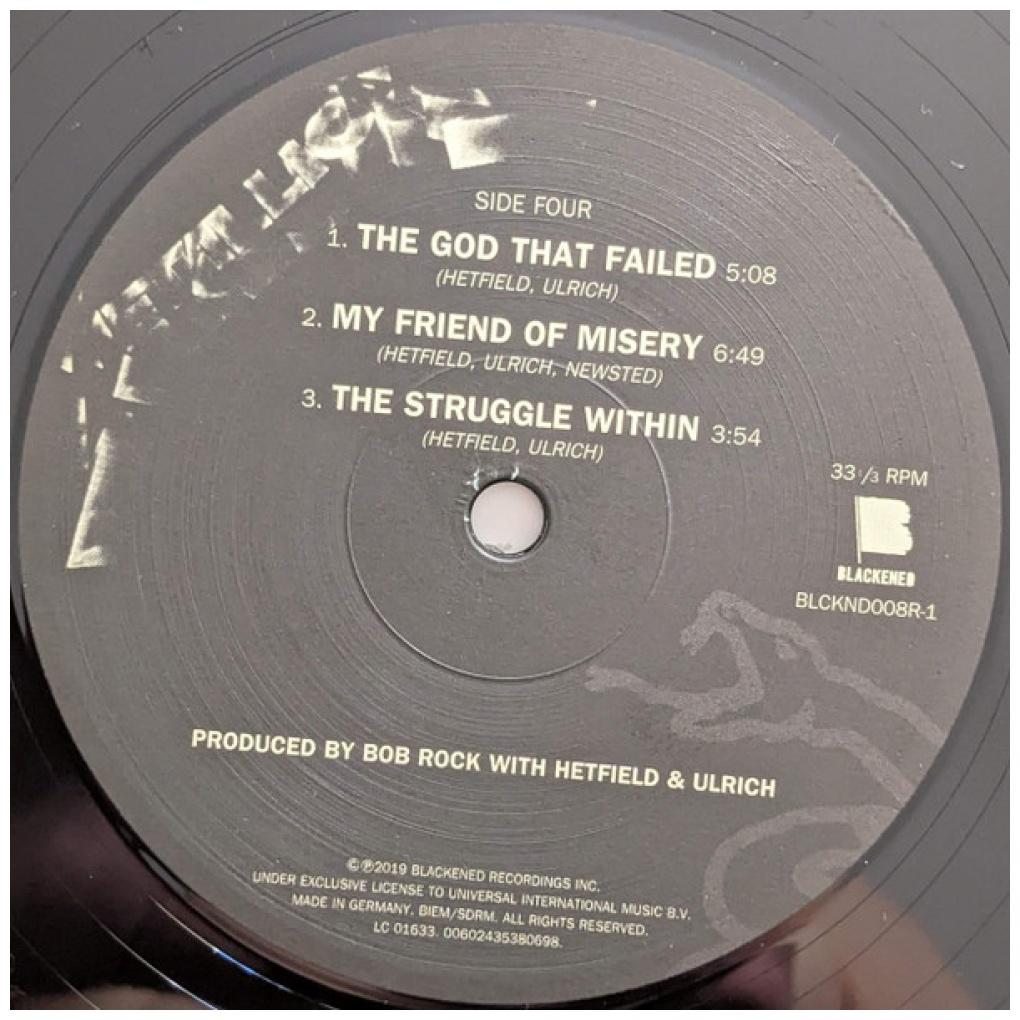 SIDE FOUR
1. THE GOD THAT FAILED 5:08
(HETFIELD, ULRICH)
2. MY FRIEND OF MISERY 6:49
(HETFIELD, ULRICH, NEWSTED)
3. THE STRUGGLE WITHIN 3:54
(HETFIELD, ULRICH)
33 1/3 RPM
B
BLACKENED
BLCKND008R-1
PRODUCED BY BOB ROCK WITH HETFIELD & ULRICH
©℗2019 BLACKENED RECORDINGS INC.
UNDER EXCLUSIVE LICENSE TO UNIVERSAL INTERNATIONAL MUSIC B.V.
MADE IN GERMANY. BIEM/SDRM. ALL RIGHTS RESERVED.
LC 01633. 00602435380698.